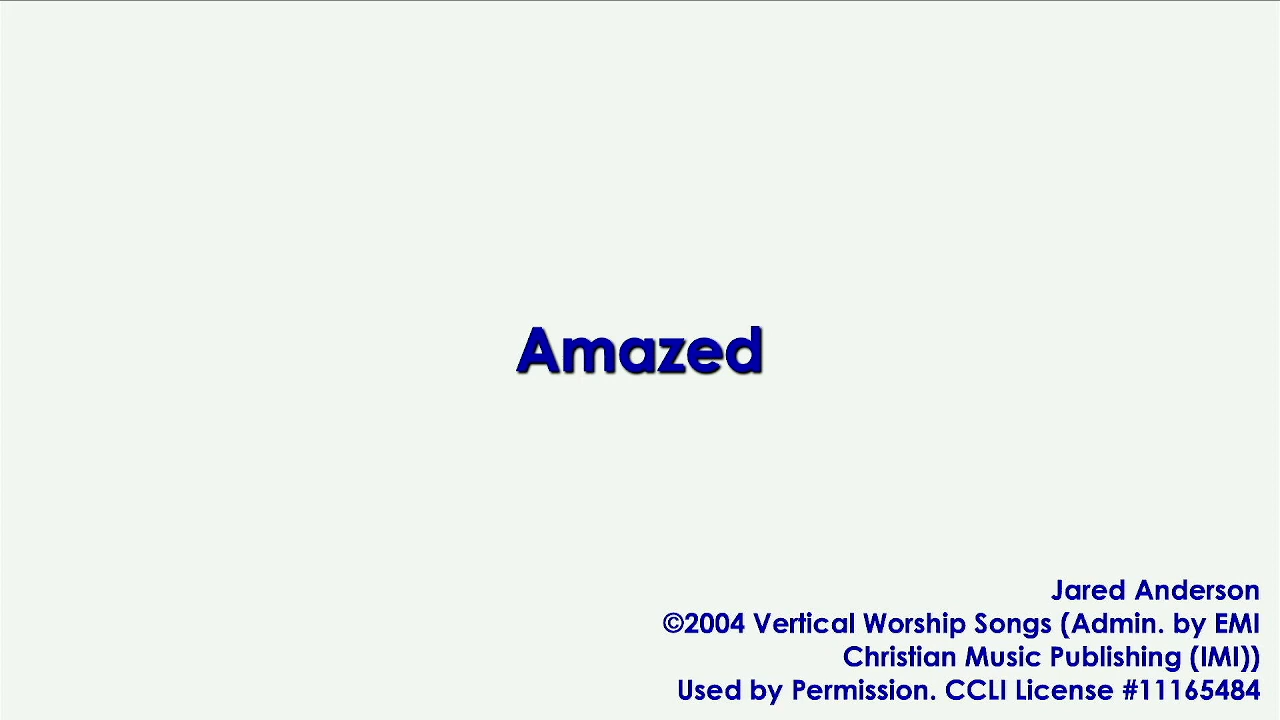 Amazed
Jared Anderson
©2004 Vertical Worship Songs (Admin. by EMI
Christian Music Publishing (IMI))
Used by Permission. CCLI License #11165484